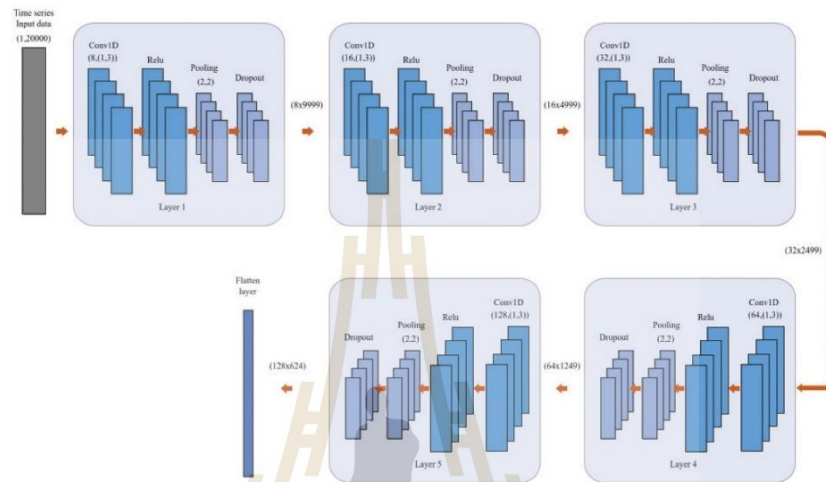 Time series
Input data
(1,20000)
Conv1D
(8,(1,3))
Relu
Pooling
(2,2)
Dropout
Layer 1
(8x9999)
Conv1D
(16,(1,3))
Relu
Pooling
(2,2)
Dropout
Layer 2
(16x4999)
Conv1D
(32,(1,3))
Relu
Pooling
(2,2)
Dropout
Layer 3
(32x2499)
Conv1D
(64,(1,3))
Relu
Pooling
(2,2)
Dropout
Layer 4
(64x1249)
Conv1D
(128,(1,3))
Relu
Pooling
(2,2)
Dropout
Layer 5
(128x624)
Flatten
layer